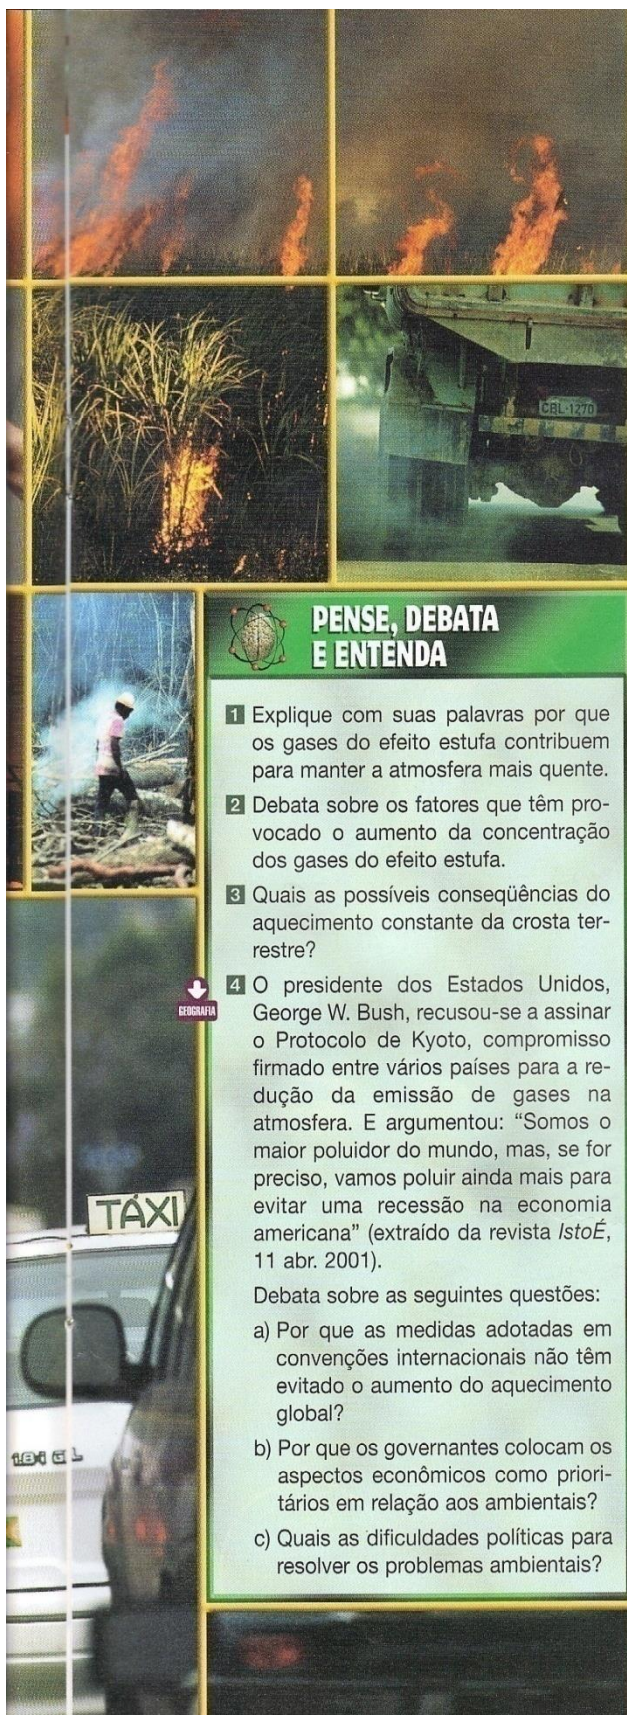 CBL-1270
PENSE, DEBATA
E ENTENDA
1 Explique com suas palavras por que
os gases do efeito estufa contribuem
para manter a atmosfera mais quente.
2 Debata sobre os fatores que têm pro-
vocado o aumento da concentração
dos gases do efeito estufa.
3 Quais as possíveis conseqüências do
aquecimento constante da crosta ter-
restre?
GEOGRAFIA
4 O presidente dos Estados Unidos,
George W. Bush, recusou-se a assinar
o Protocolo de Kyoto, compromisso
firmado entre vários países para a re-
dução da emissão de gases na
atmosfera. E argumentou: “Somos o
maior poluidor do mundo, mas, se for
preciso, vamos poluir ainda mais para
evitar uma recessão na economia
americana” (extraído da revista IstoÉ,
11 abr. 2001).
Debata sobre as seguintes questões:
a) Por que as medidas adotadas em
convenções internacionais não têm
evitado o aumento do aquecimento
global?
b) Por que os governantes colocam os
aspectos econômicos como priori-
tários em relação aos ambientais?
c) Quais as dificuldades políticas para
resolver os problemas ambientais?
TÁXI
1.8i GL